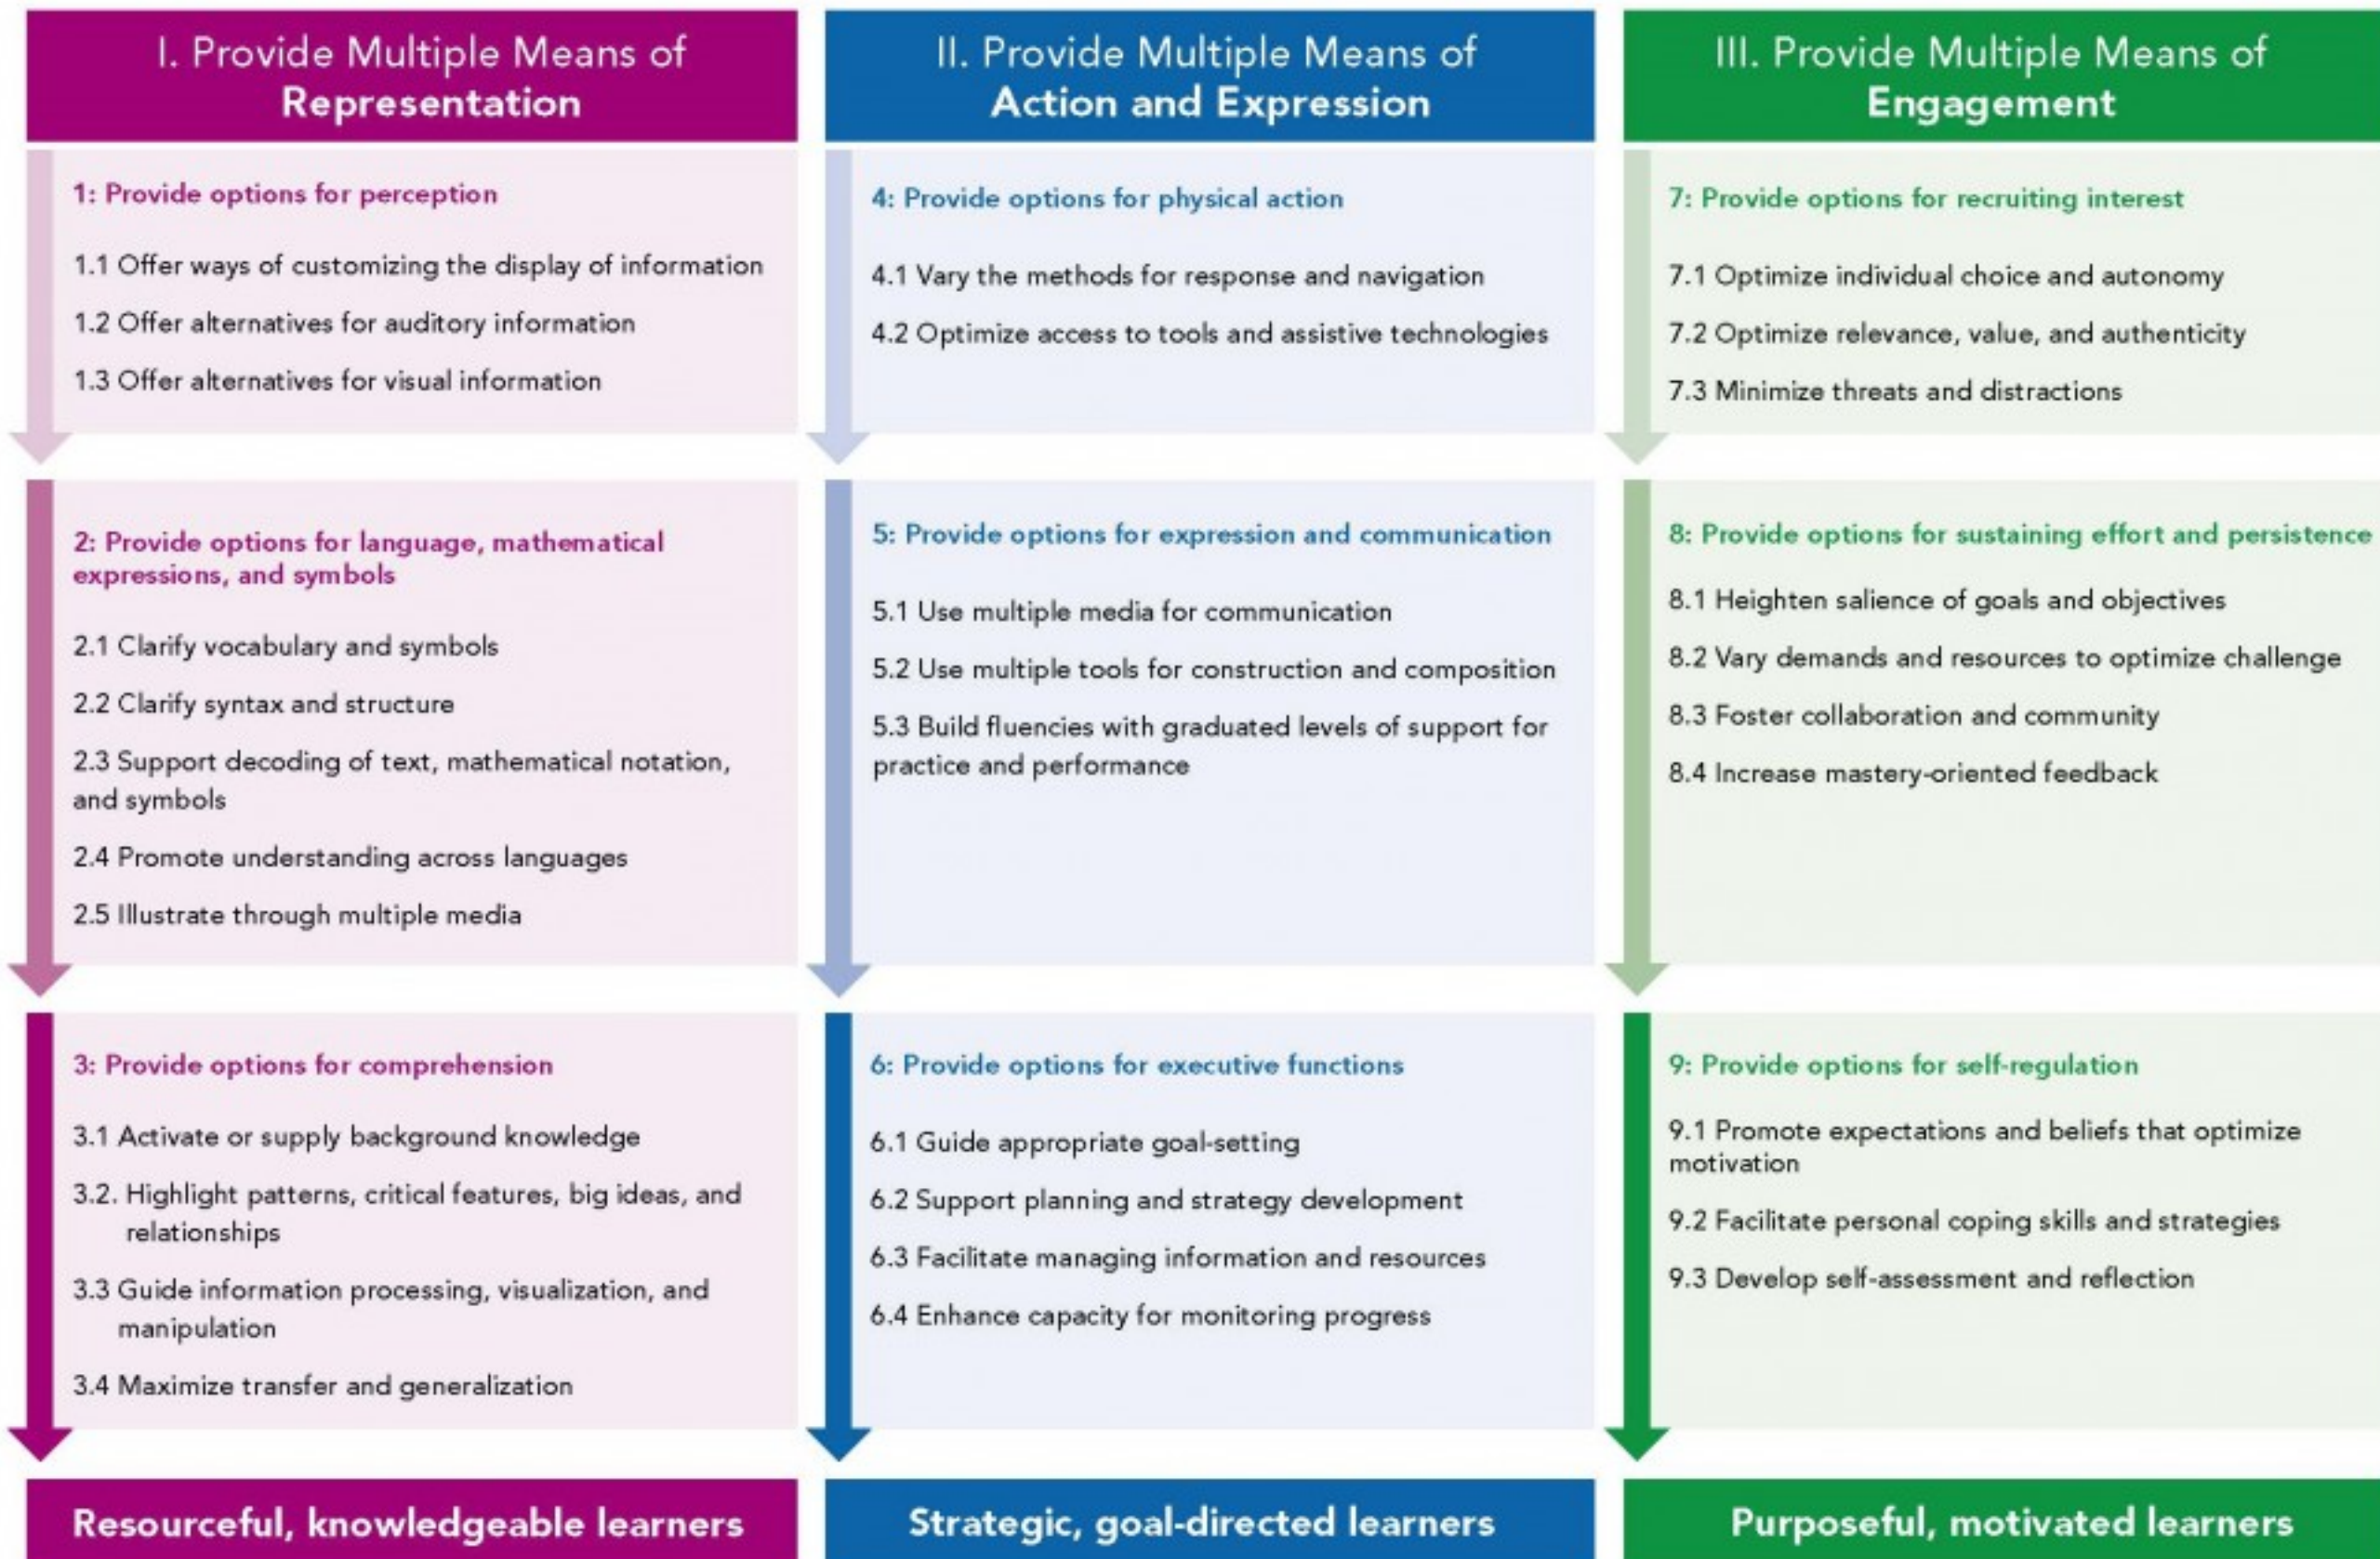 I. Provide Multiple Means of
Representation
1: Provide options for perception
1.1 Offer ways of customizing the display of information
1.2 Offer alternatives for auditory information
1.3 Offer alternatives for visual information
2: Provide options for language, mathematical
expressions, and symbols
2.1 Clarify vocabulary and symbols
2.2 Clarify syntax and structure
2.3 Support decoding of text, mathematical notation,
and symbols
2.4 Promote understanding across languages
2.5 Illustrate through multiple media
3: Provide options for comprehension
3.1 Activate or supply background knowledge
3.2. Highlight patterns, critical features, big ideas, and
relationships
3.3 Guide information processing, visualization, and
manipulation
3.4 Maximize transfer and generalization
Resourceful, knowledgeable learners
II. Provide Multiple Means of
Action and Expression
4: Provide options for physical action
4.1 Vary the methods for response and navigation
4.2 Optimize access to tools and assistive technologies
5: Provide options for expression and communication
5.1 Use multiple media for communication
5.2 Use multiple tools for construction and composition
5.3 Build fluencies with graduated levels of support for
practice and performance
6: Provide options for executive functions
6.1 Guide appropriate goal-setting
6.2 Support planning and strategy development
6.3 Facilitate managing information and resources
6.4 Enhance capacity for monitoring progress
Strategic, goal-directed learners
III. Provide Multiple Means of
Engagement
7: Provide options for recruiting interest
7.1 Optimize individual choice and autonomy
7.2 Optimize relevance, value, and authenticity
7.3 Minimize threats and distractions
8: Provide options for sustaining effort and persistence
8.1 Heighten salience of goals and objectives
8.2 Vary demands and resources to optimize challenge
8.3 Foster collaboration and community
8.4 Increase mastery-oriented feedback
9: Provide options for self-regulation
9.1 Promote expectations and beliefs that optimize
motivation
9.2 Facilitate personal coping skills and strategies
9.3 Develop self-assessment and reflection
Purposeful, motivated learners